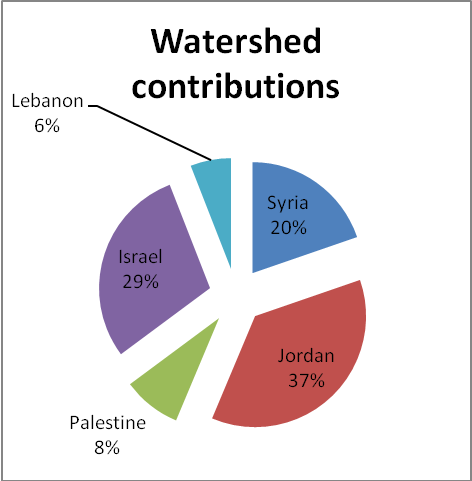 Watershed
contributions
Lebanon
6%
Syria
20%
Israel
29%
Jordan
37%
Palestine
8%